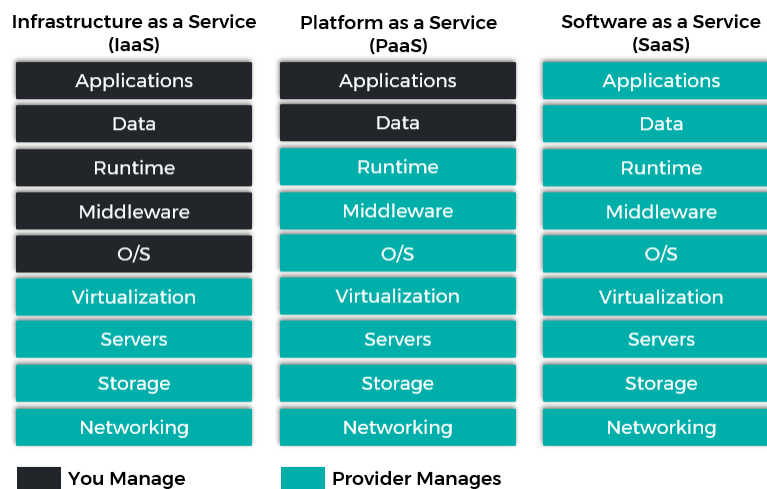 Infrastructure as a Service
(IaaS)
Applications
Data
Runtime
Middleware
O/S
Virtualization
Servers
Storage
Networking
Platform as a Service
(PaaS)
Applications
Data
Runtime
Middleware
O/S
Virtualization
Servers
Storage
Networking
Software as a Service
(SaaS)
Applications
Data
Runtime
Middleware
O/S
Virtualization
Servers
Storage
Networking
You Manage
Provider Manages